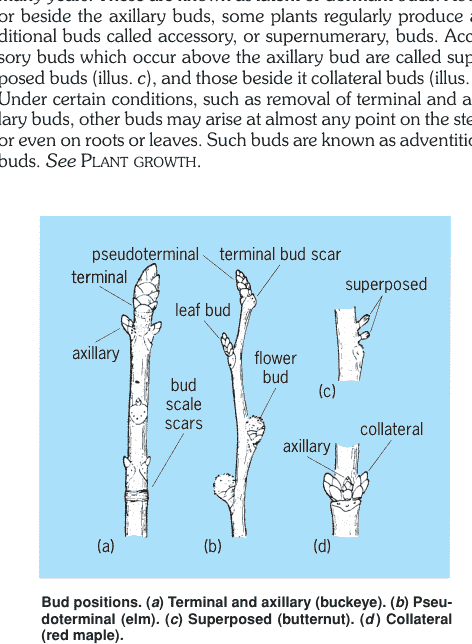 or beside the axillary buds, some plants regularly produce
ditional buds called accessory, or supernumerary, buds. Acc
sory buds which occur above the axillary bud are called sup
posed buds (illus. c), and those beside it collateral buds (illus.
Under certain conditions, such as removal of terminal and a
lary buds, other buds may arise at almost any point on the ste
or even on roots or leaves. Such buds are known as adventitio
buds. See PLANT GROWTH.
pseudoterminal
terminal bud scar
terminal
superposed
leaf bud
axillary
flower
bud
bud
scale
scars
(c)
collateral
axillary
(a)
(b)
(d)
Bud positions. (a) Terminal and axillary (buckeye). (b) Pseu-
doterminal (elm). (c) Superposed (butternut). (d) Collateral
(red maple).